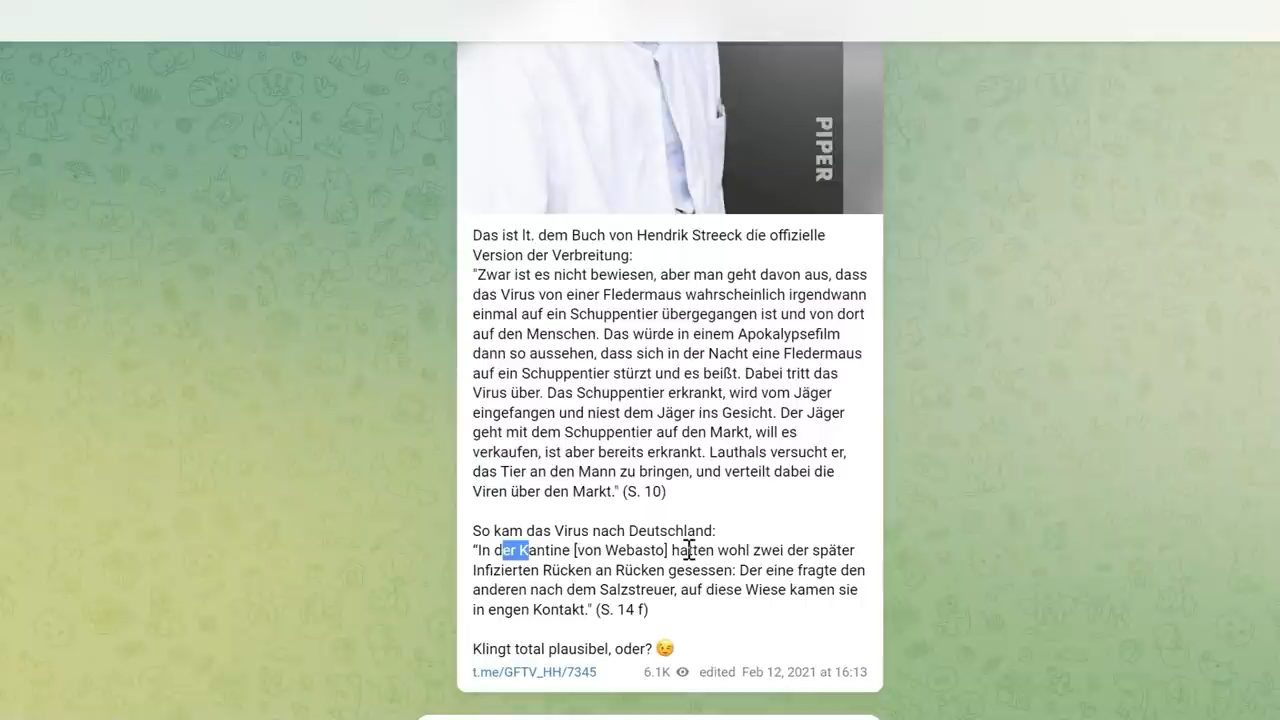 PIPER
Das ist lt. dem Buch von Hendrik Streeck die offizielle
Version der Verbreitung:
"Zwar ist es nicht bewiesen, aber man geht davon aus, dass
das Virus von einer Fledermaus wahrscheinlich irgendwann
einmal auf ein Schuppentier übergegangen ist und von dort
auf den Menschen. Das würde in einem Apokalypsefilm
dann so aussehen, dass sich in der Nacht eine Fledermaus
auf ein Schuppentier stürzt und es beißt. Dabei tritt das
Virus über. Das Schuppentier erkrankt, wird vom Jäger
eingefangen und niest dem Jäger ins Gesicht. Der Jäger
geht mit dem Schuppentier auf den Markt, will es
verkaufen, ist aber bereits erkrankt. Lauthals versucht er,
das Tier an den Mann zu bringen, und verteilt dabei die
Viren über den Markt." (S. 10)
So kam das Virus nach Deutschland:
“In der Kantine [von Webasto] hatten wohl zwei der später
Infizierten Rücken an Rücken gesessen: Der eine fragte den
anderen nach dem Salzstreuer, auf diese Wiese kamen sie
in engen Kontakt." (S. 14 f)
Klingt total plausibel, oder? 😉
t.me/GFTV_HH/7345 6.1K edited Feb 12, 2021 at 16:13